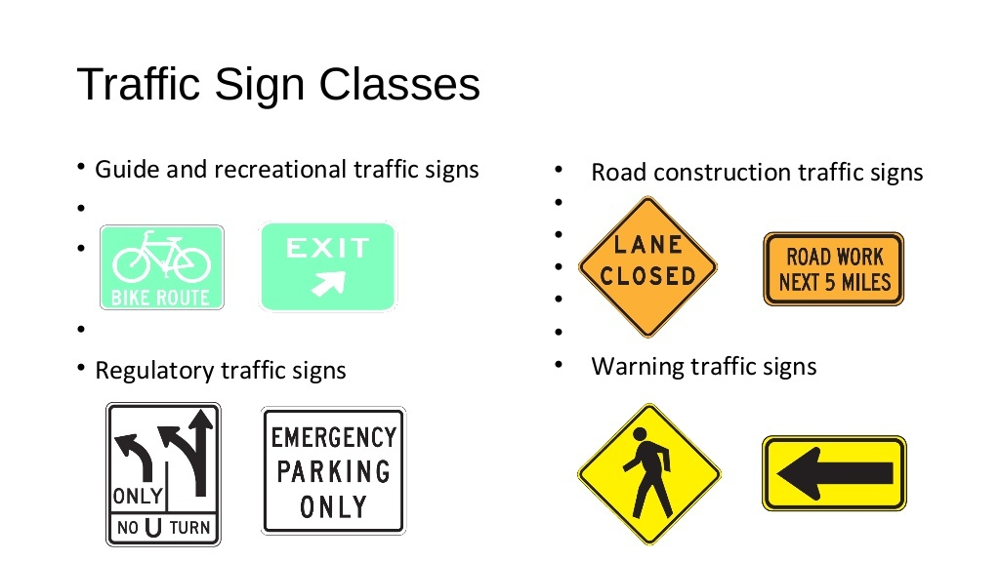 Traffic Sign Classes
• Guide and recreational traffic signs
•
•
BIKE ROUTE
EXIT
•
• Regulatory traffic signs
ONLY
NO U TURN
EMERGENCY
PARKING
ONLY
• Road construction traffic signs
•
•
•
•
•
LANE
CLOSED
ROAD WORK
NEXT 5 MILES
• Warning traffic signs